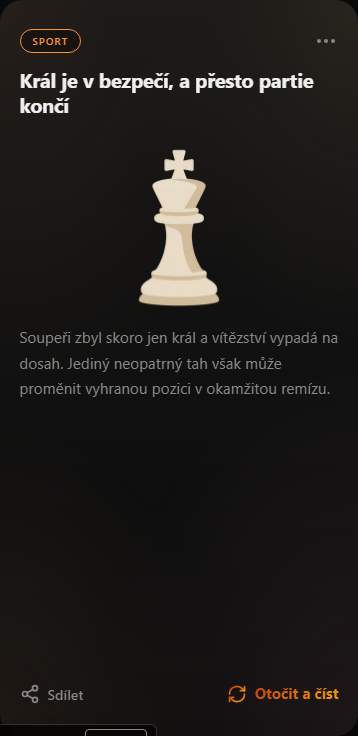 SPORT
Král je v bezpečí, a přesto partie
končí
Soupeři zbyl skoro jen král a vítězství vypadá na
dosah. Jediný neopatrný tah však může
proměnit vyhranou pozici v okamžitou remízu.
Sdílet
Otočit a číst